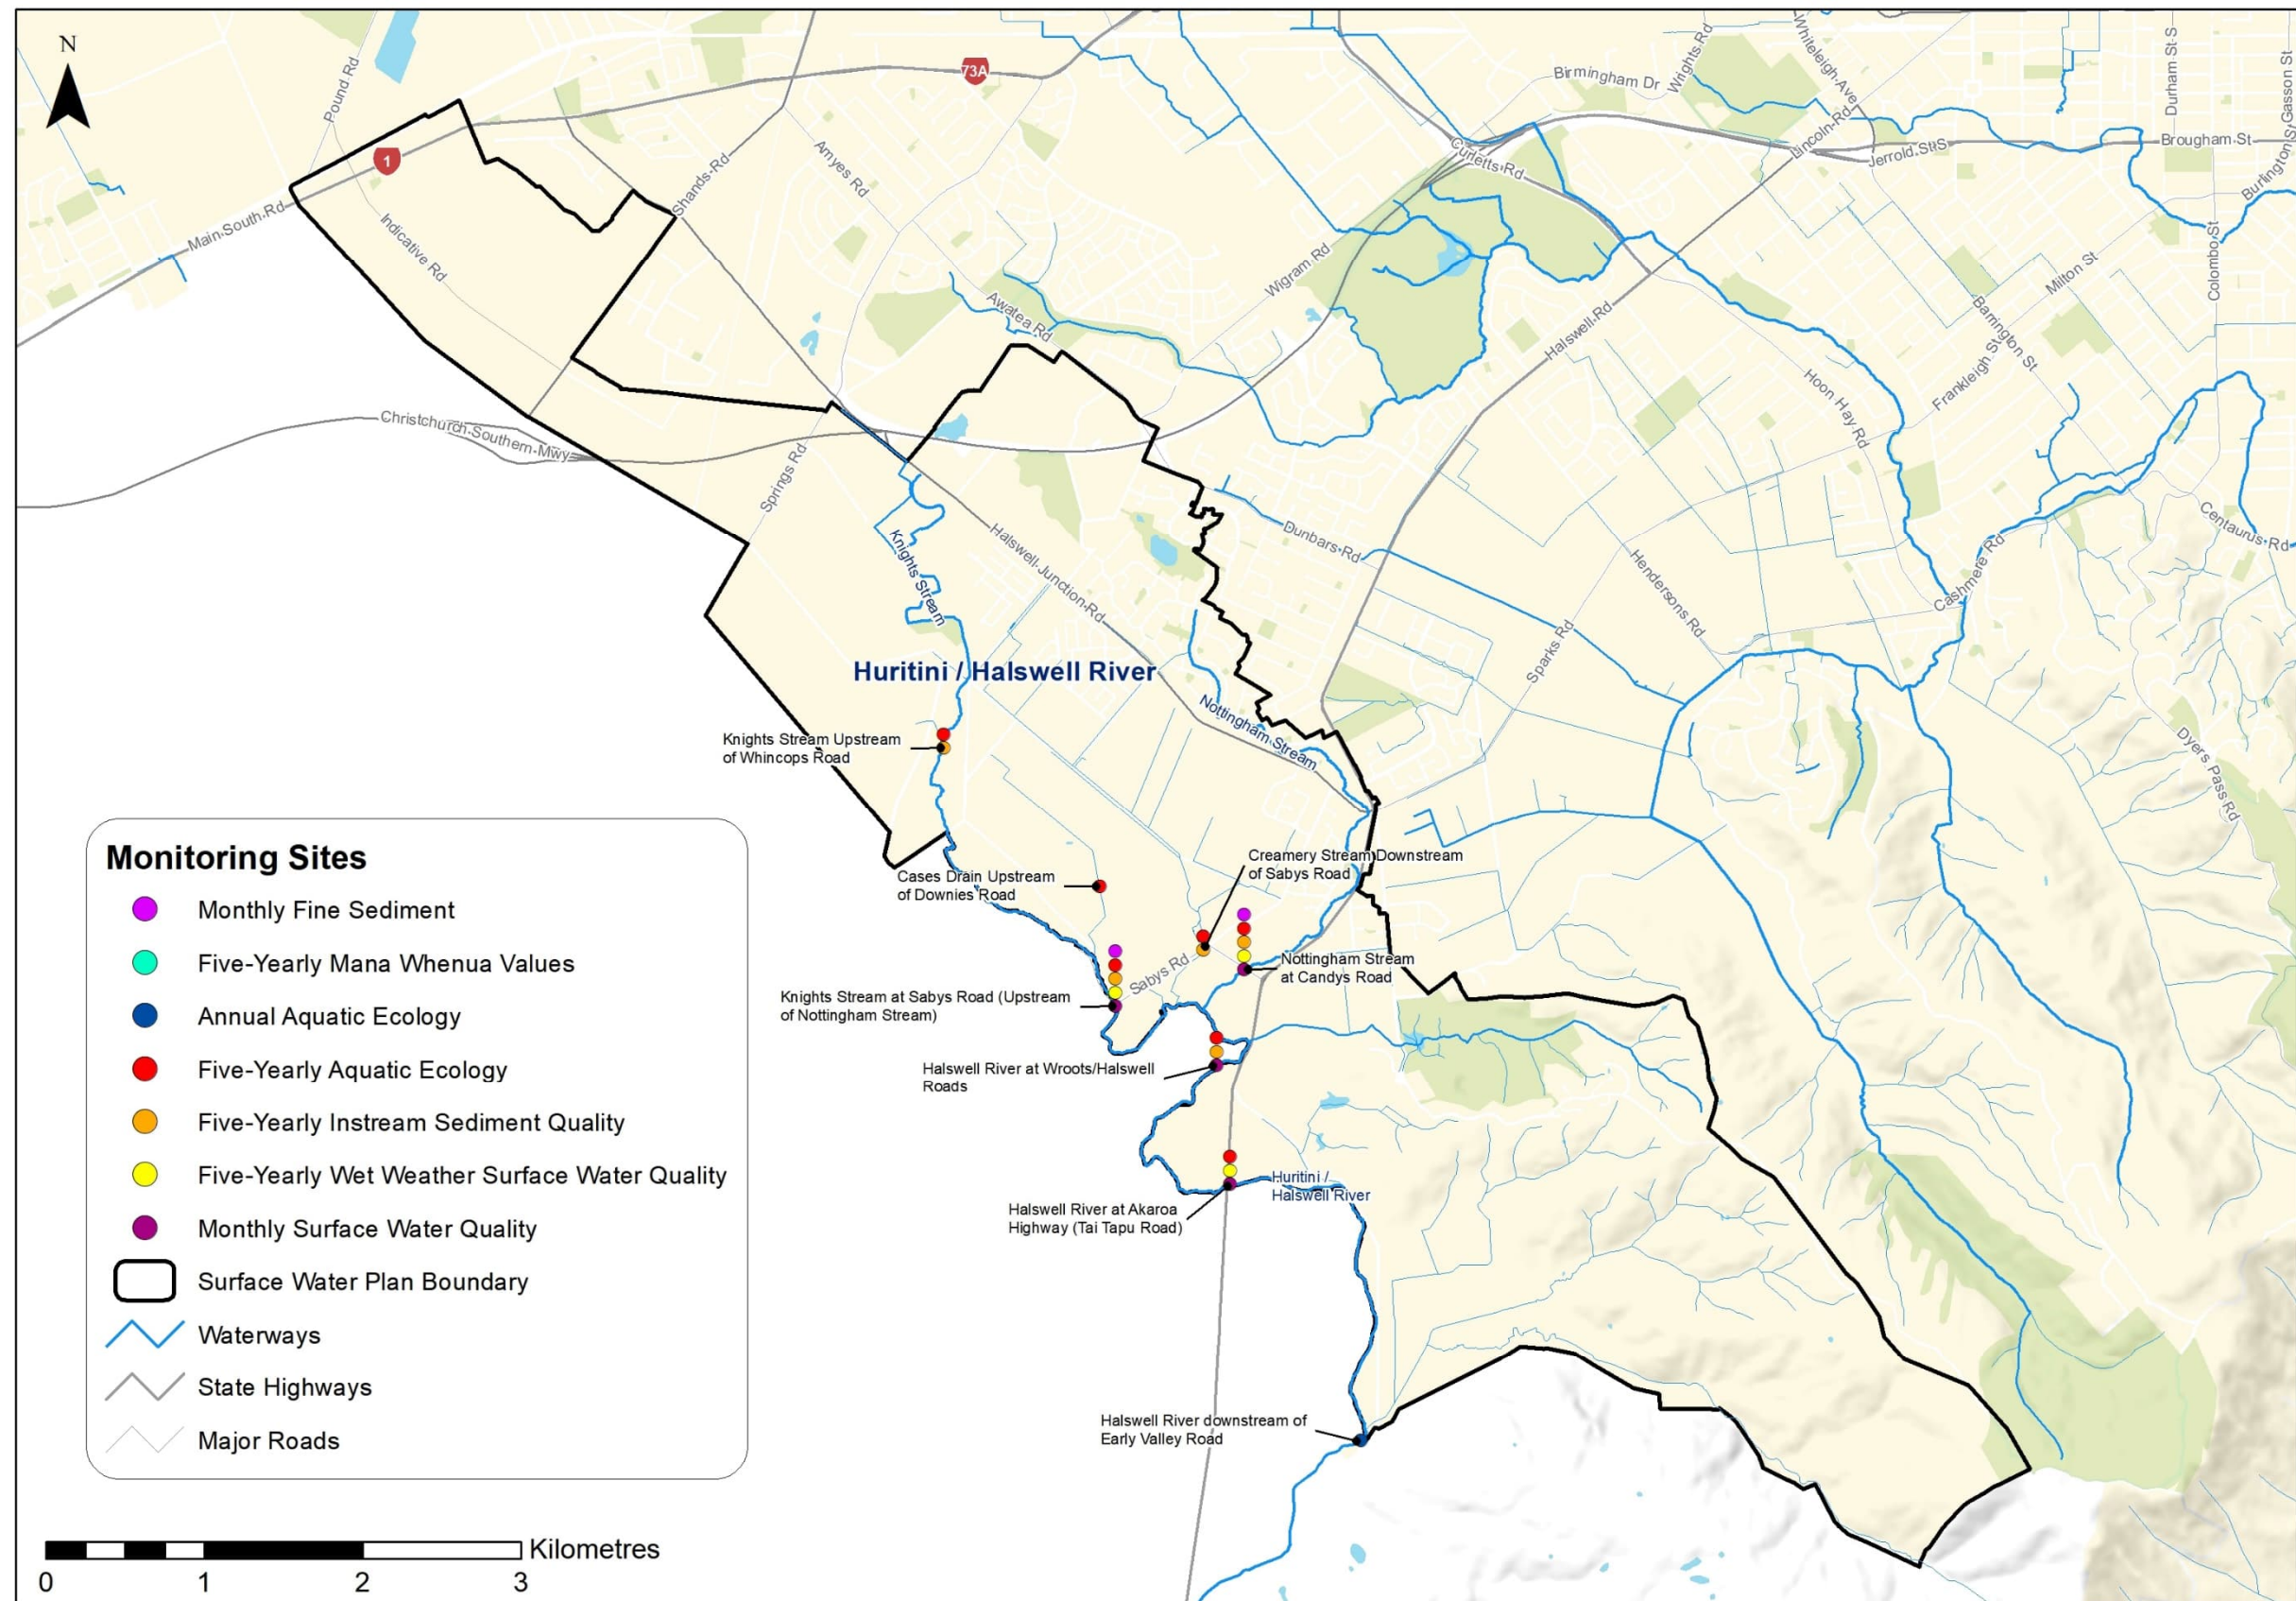 N
73A
1
Pound Rd
Main South Rd
Indicative Rd
Shands Rd
Amyes Rd
Awatea Rd
Wigram Rd
Birmingham Dr
Wrights Rd
Whiteleigh Ave
Curletts Rd
Lincoln Rd
Jerrold St S
Brougham St
Durham St S
Gasson St
Burlington St
Colombo St
Milton St
Barrington St
Frankleigh St
Hoon Hay Rd
Halswell Rd
Christchurch Southern Mwy
Springs Rd
Halswell Junction Rd
Dunbars Rd
Hendersons Rd
Sparks Rd
Cashmere Rd
Centaurus Rd
Dyers Pass Rd
Knights Stream
Huritini / Halswell River
Nottingham Stream
Knights Stream Upstream
of Whincops Road
Cases Drain Upstream
of Downies Road
Creamery Stream Downstream
of Sabys Road
Nottingham Stream
at Candys Road
Sabys Rd
Knights Stream at Sabys Road (Upstream
of Nottingham Stream)
Halswell River at Wroots/Halswell
Roads
Huritini /
Halswell River
Halswell River at Akaroa
Highway (Tai Tapu Road)
Halswell River downstream of
Early Valley Road
Monitoring Sites
Monthly Fine Sediment
Five-Yearly Mana Whenua Values
Annual Aquatic Ecology
Five-Yearly Aquatic Ecology
Five-Yearly Instream Sediment Quality
Five-Yearly Wet Weather Surface Water Quality
Monthly Surface Water Quality
Surface Water Plan Boundary
Waterways
State Highways
Major Roads
Kilometres
0 1 2 3